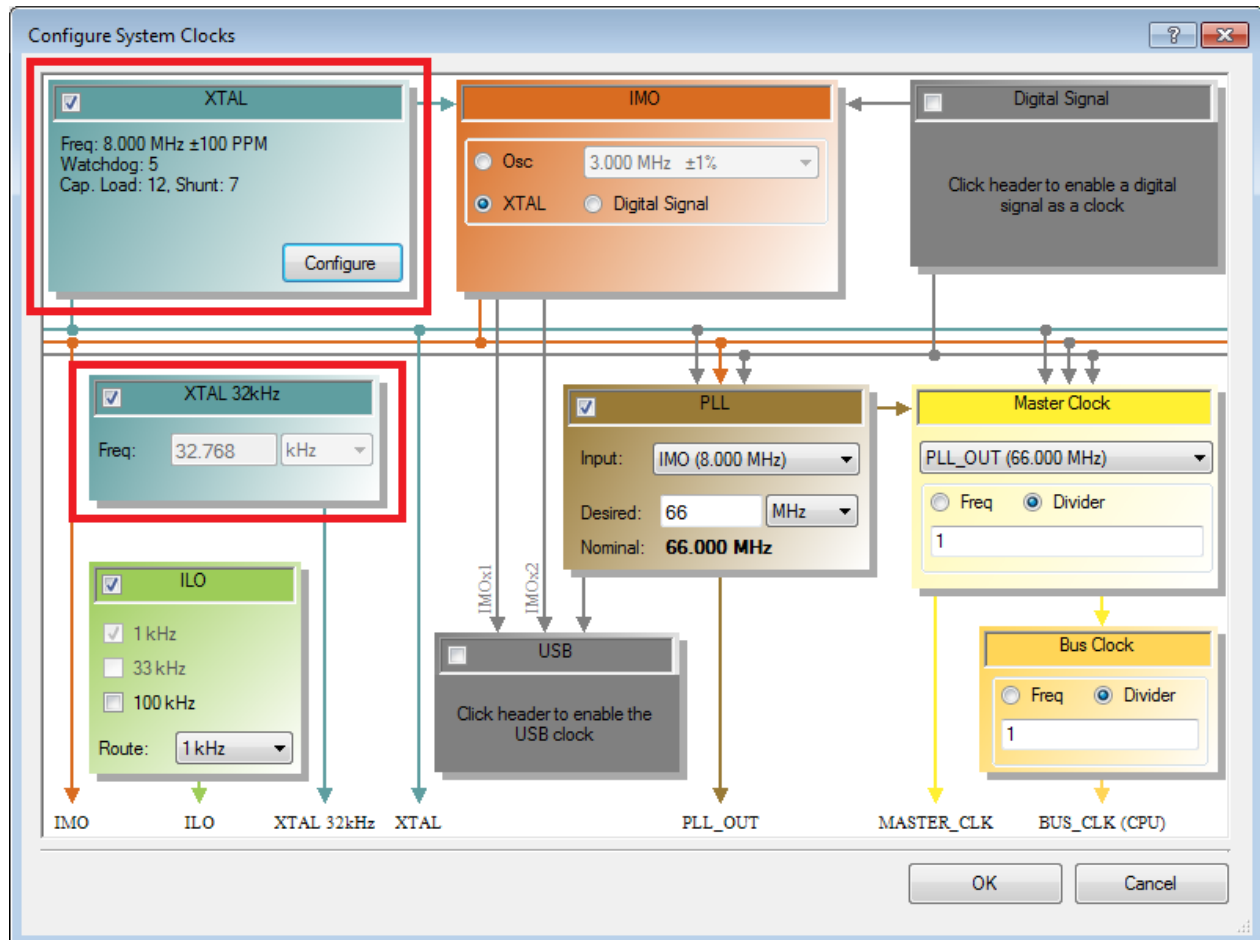 Configure System Clocks
XTAL
Freq: 8.000 MHz ±100 PPM
Watchdog: 5
Cap. Load: 12, Shunt: 7
Configure
IMO
Osc
3.000 MHz ±1%
XTAL
Digital Signal
Digital Signal
Click header to enable a digital
signal as a clock
XTAL 32kHz
Freq:
32.768
kHz
PLL
Input:
IMO (8.000 MHz)
Desired:
66
MHz
Nominal:
66.000 MHz
Master Clock
PLL_OUT (66.000 MHz)
Freq
Divider
1
ILO
1 kHz
33 kHz
100 kHz
Route:
1 kHz
IMOx1
IMOx2
USB
Click header to enable the
USB clock
Bus Clock
Freq
Divider
1
IMO
ILO
XTAL 32kHz
XTAL
PLL_OUT
MASTER_CLK
BUS_CLK (CPU)
OK
Cancel